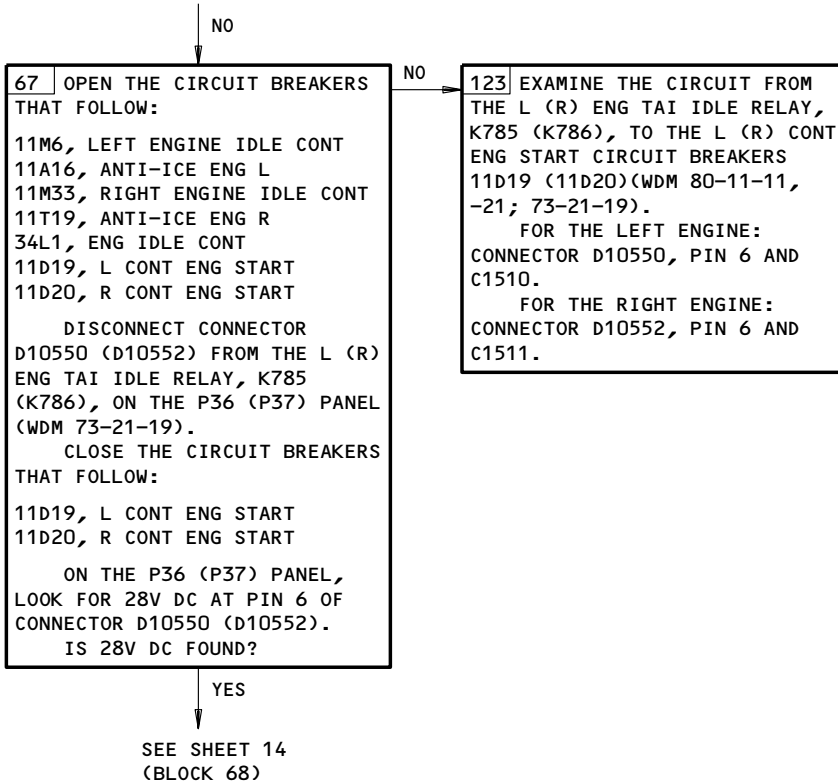 NO
67 OPEN THE CIRCUIT BREAKERS
THAT FOLLOW:
11M6, LEFT ENGINE IDLE CONT
11A16, ANTI-ICE ENG L
11M33, RIGHT ENGINE IDLE CONT
11T19, ANTI-ICE ENG R
34L1, ENG IDLE CONT
11D19, L CONT ENG START
11D20, R CONT ENG START
DISCONNECT CONNECTOR
D10550 (D10552) FROM THE L (R)
ENG TAI IDLE RELAY, K785
(K786), ON THE P36 (P37) PANEL
(WDM 73-21-19).
CLOSE THE CIRCUIT BREAKERS
THAT FOLLOW:
11D19, L CONT ENG START
11D20, R CONT ENG START
ON THE P36 (P37) PANEL,
LOOK FOR 28V DC AT PIN 6 OF
CONNECTOR D10550 (D10552).
IS 28V DC FOUND?
NO
123 EXAMINE THE CIRCUIT FROM
THE L (R) ENG TAI IDLE RELAY,
K785 (K786), TO THE L (R) CONT
ENG START CIRCUIT BREAKERS
11D19 (11D20)(WDM 80-11-11,
-21; 73-21-19).
FOR THE LEFT ENGINE:
CONNECTOR D10550, PIN 6 AND
C1510.
FOR THE RIGHT ENGINE:
CONNECTOR D10552, PIN 6 AND
C1511.
YES
SEE SHEET 14
(BLOCK 68)